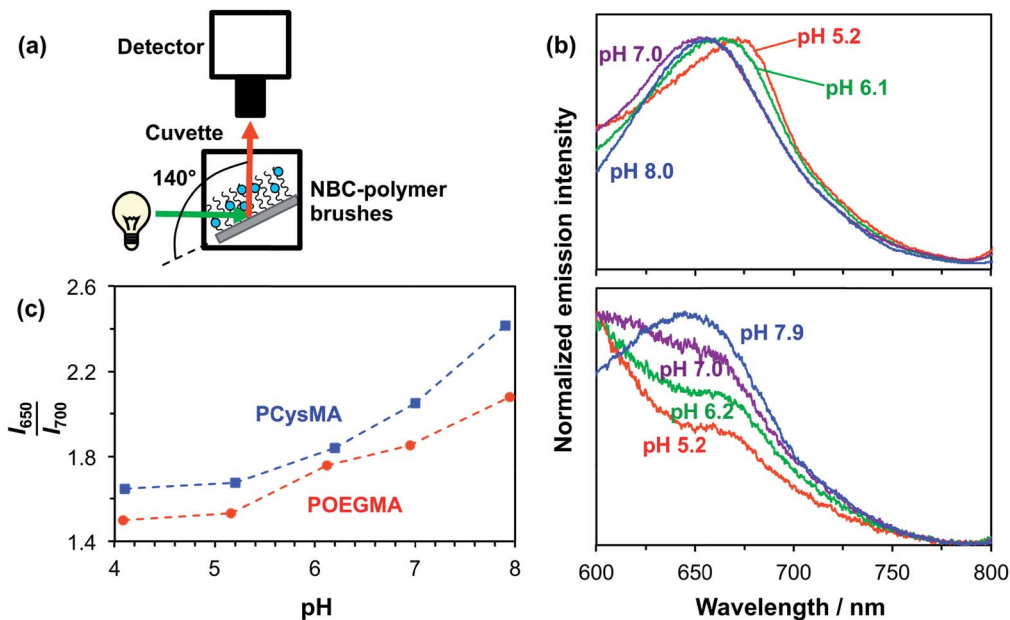 (a)
Detector
Cuvette
140°
NBC-polymer
brushes
(b)
Normalized emission intensity
pH 7.0
pH 5.2
pH 6.1
pH 8.0
pH 7.9
pH 7.0
pH 6.2
pH 5.2
600 650 700 750 800
Wavelength / nm
(c)
I650
I700
2.6
2.2
1.8
1.4
PCysMA
POEGMA
4 5 6 7 8
pH